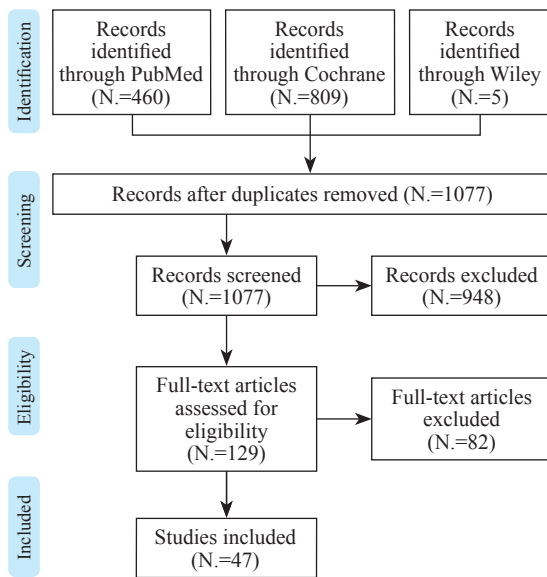 Identification
Records
identified
through PubMed
(N.=460)
Records
identified
through Cochrane
(N.=809)
Records
identified
through Wiley
(N.=5)
Screening
Records after duplicates removed (N.=1077)
Records screened
(N.=1077)
Records excluded
(N.=948)
Eligibility
Full-text articles
assessed for
eligibility
(N.=129)
Full-text articles
excluded
(N.=82)
Included
Studies included
(N.=47)